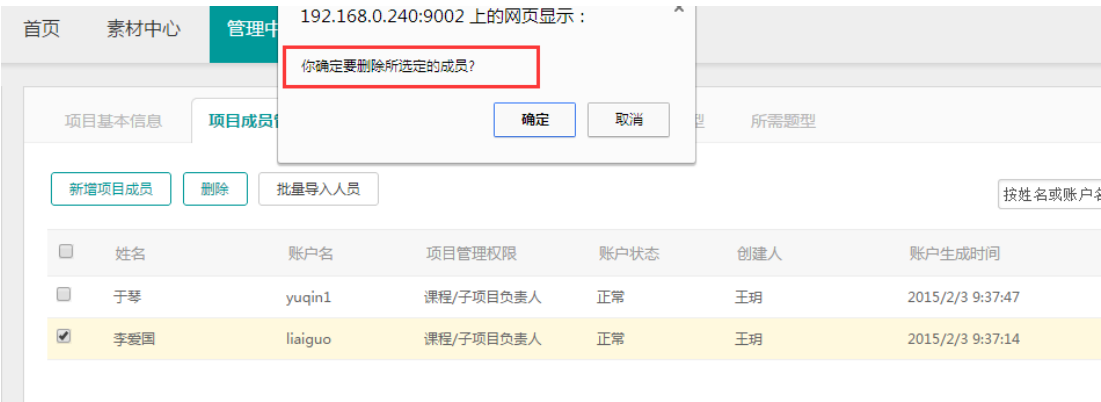 首页 素材中心 管理中
192.168.0.240:9002 上的网页显示：
你确定要删除所选定的成员?
确定 取消
项目基本信息 项目成员 型 所需题型
新增项目成员 删除 批量导入人员
按姓名或账户名
姓名 账户名 项目管理权限 账户状态 创建人 账户生成时间
于琴 yuqin1 课程/子项目负责人 正常 王玥 2015/2/3 9:37:47
李爱国 liaiguo 课程/子项目负责人 正常 王玥 2015/2/3 9:37:14